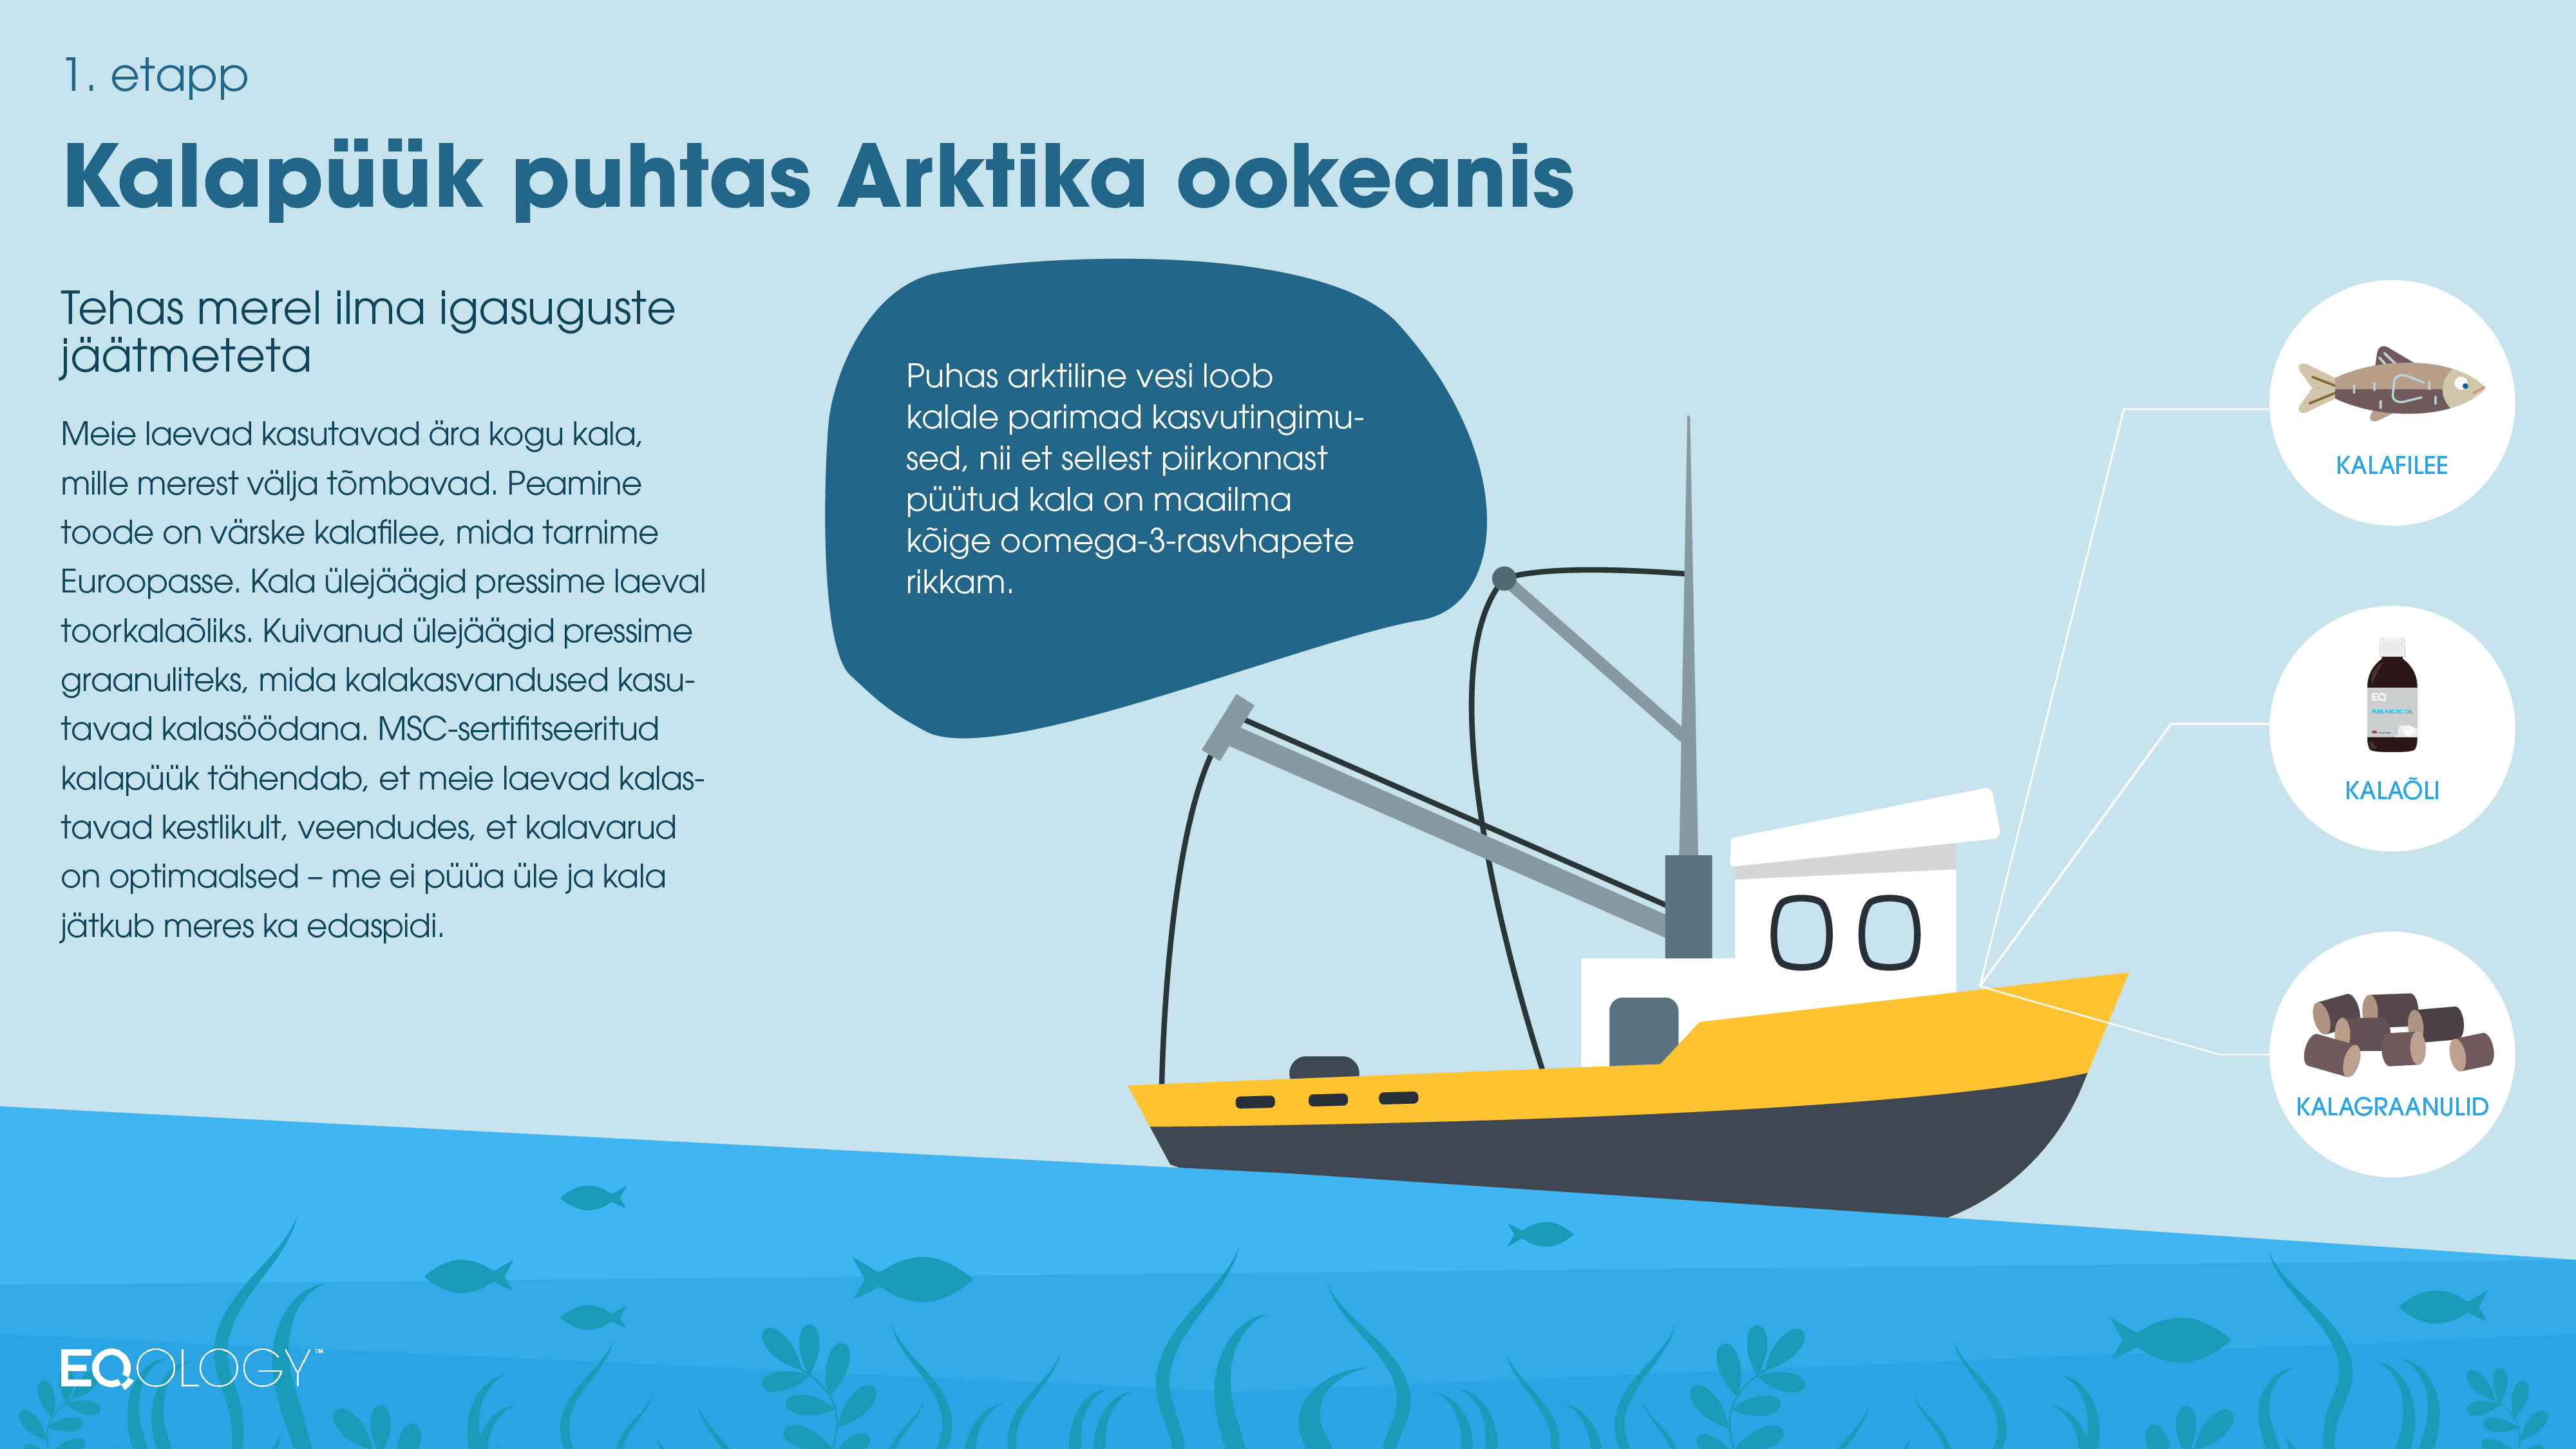 1. etapp
Kalapüük puhtas Arktika ookeanis
Tehas merel ilma igasuguste
jäätmeteta
Meie laevad kasutavad ära kogu kala,
mille merest välja tõmbavad. Peamine
toode on värske kalafilee, mida tarnime
Euroopasse. Kala ülejäägid pressime laeval
toorkalaõliks. Kuivanud ülejäägid pressime
graanuliteks, mida kalakasvandused kasu-
tavad kalasöödana. MSC-sertifitseeritud
kalapüük tähendab, et meie laevad kalas-
tavad kestlikult, veendudes, et kalavarud
on optimaalsed – me ei püüa üle ja kala
jätkub meres ka edaspidi.
Puhas arktiline vesi loob
kalale parimad kasvutingimu-
sed, nii et sellest piirkonnast
püütud kala on maailma
kõige oomega-3-rasvhapete
rikkam.
KALAFILEE
EQ
PURE ARCTIC OIL
KALAÕLI
KALAGRAANULID
EQOLOGY™